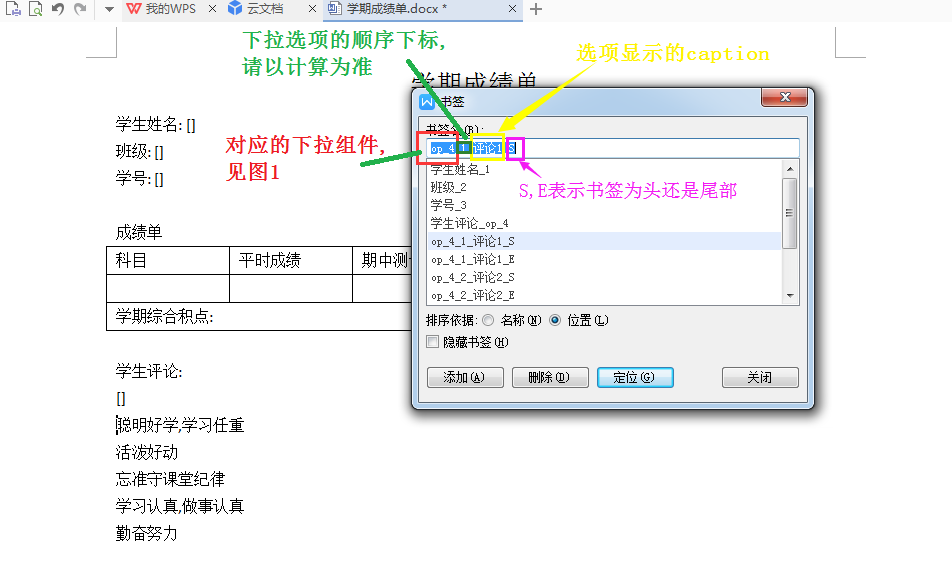 我的WPS
云文档
学期成绩单.docx *
下拉选项的顺序下标,
请以计算为准
选项显示的caption
学期成绩单
书签
学生姓名: []
班级: []
学号: []
对应的下拉组件,
见图1
书签名(B):
op_4_1_评论1_S
学生姓名_1
班级_2
学号_3
学生评论_op_4
op_4_1_评论1_S
op_4_1_评论1_E
op_4_2_评论2_S
op_4_2_评论2_E
S,E表示书签为头还是尾部
成绩单
科目 平时成绩 期中测
学期综合积点:
排序依据: 名称(N) 位置(L)
隐藏书签(H)
添加(A) 删除(D) 定位(G) 关闭
学生评论:
[]
聪明好学,学习任重
活泼好动
忘准守课堂纪律
学习认真,做事认真
勤奋努力